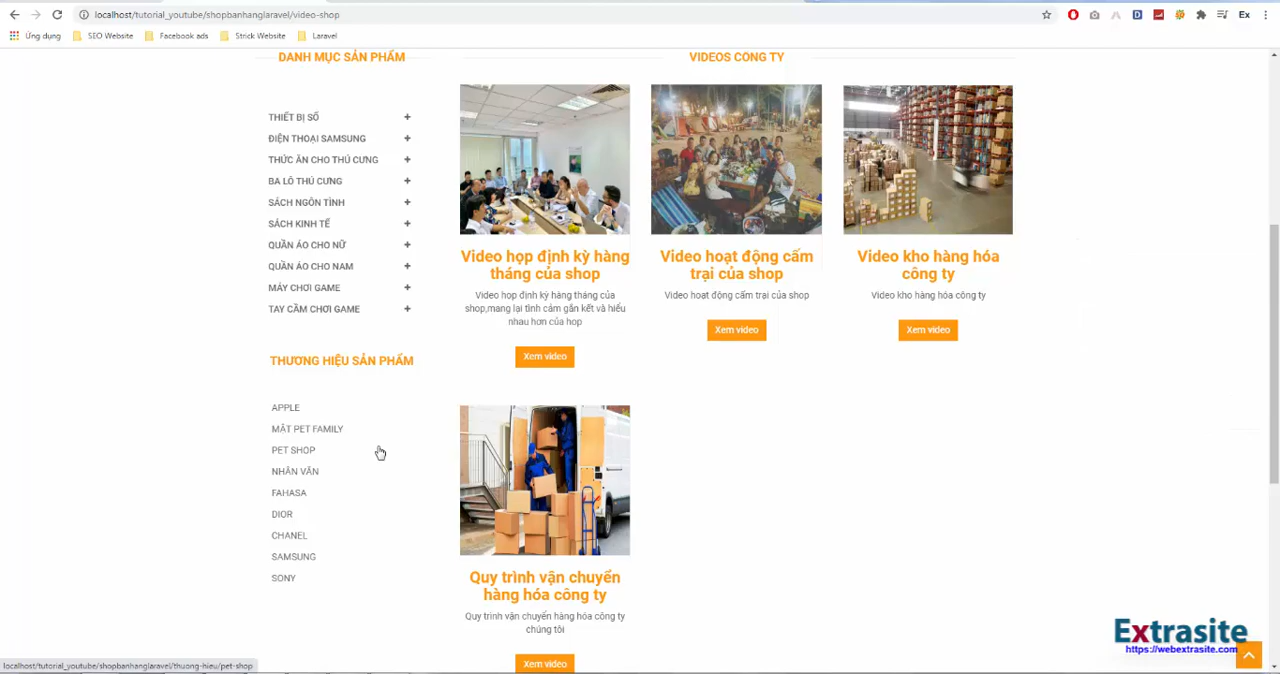 localhost/tutorial_youtube/shopbanhanglaravel/video-shop
Ex
Ứng dụng
SEO Website
Facebook ads
Strick Website
Laravel
DANH MỤC SẢN PHẨM
THIẾT BỊ SỐ
ĐIỆN THOẠI SAMSUNG
THỨC ĂN CHO THÚ CƯNG
BA LÔ THÚ CƯNG
SÁCH NGÔN TÌNH
SÁCH KINH TẾ
QUẦN ÁO CHO NỮ
QUẦN ÁO CHO NAM
MÁY CHƠI GAME
TAY CẦM CHƠI GAME
THƯƠNG HIỆU SẢN PHẨM
APPLE
MẮT PET FAMILY
PET SHOP
NHÂN VĂN
FAHASA
DIOR
CHANEL
SAMSUNG
SONY
VIDEOS CÔNG TY
Video họp định kỳ hàng
tháng của shop
Video họp định kỳ hàng tháng của
shop,mang lại tình cảm gắn kết và hiểu
nhau hơn của hop
Xem video
Video hoạt động cắm
trại của shop
Video hoạt động cắm trại của shop
Xem video
Video kho hàng hóa
công ty
Video kho hàng hóa công ty
Xem video
Quy trình vận chuyển
hàng hóa công ty
Quy trình vận chuyển hàng hóa công ty
chúng tôi
Xem video
Extrasite
https://webextrasite.com
localhost/tutorial_youtube/shopbanhanglaravel/thuong-hieu/pet-shop